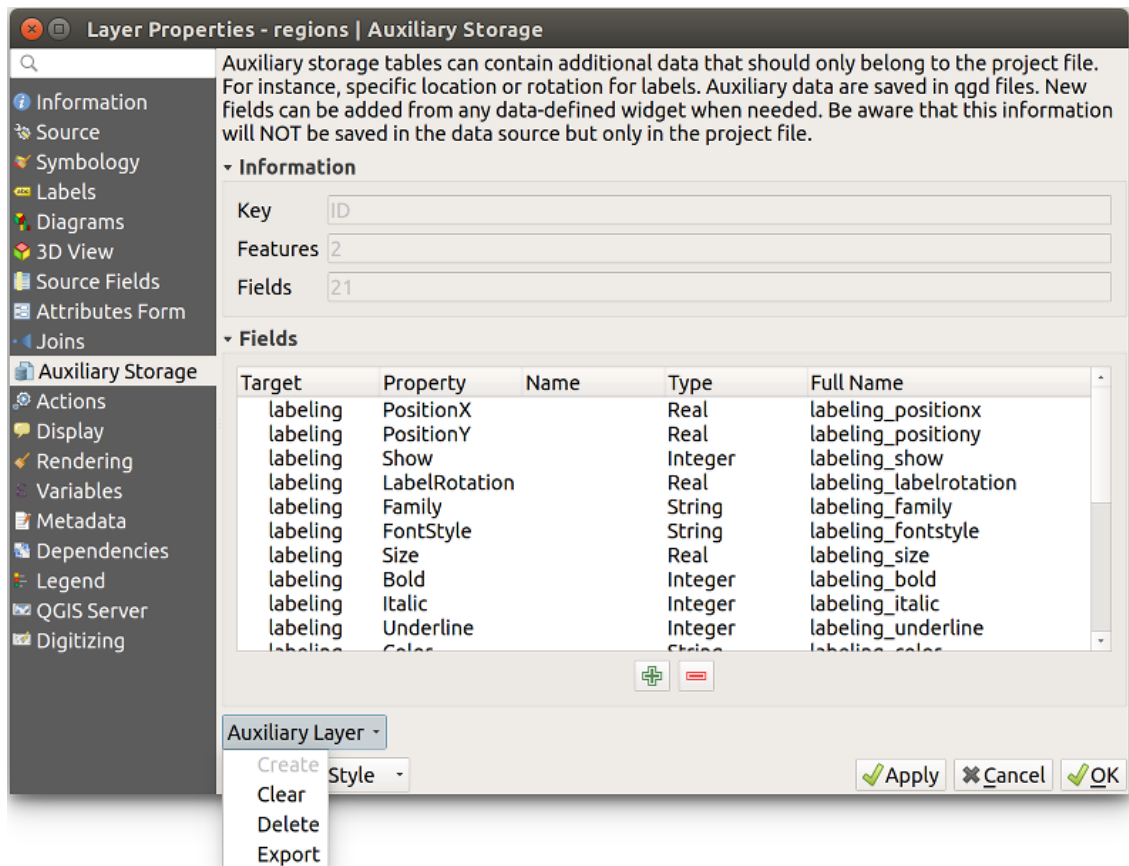 Layer Properties - regions | Auxiliary Storage
Information
Source
Symbology
Labels
Diagrams
3D View
Source Fields
Attributes Form
Joins
Auxiliary Storage
Actions
Display
Rendering
Variables
Metadata
Dependencies
Legend
QGIS Server
Digitizing
Auxiliary storage tables can contain additional data that should only belong to the project file.
For instance, specific location or rotation for labels. Auxiliary data are saved in qgd files. New
fields can be added from any data-defined widget when needed. Be aware that this information
will NOT be saved in the data source but only in the project file.
Information
Key ID
Features 2
Fields 21
Fields
Target Property Name Type Full Name
labeling PositionX Real labeling_positionx
labeling PositionY Real labeling_positiony
labeling Show Integer labeling_show
labeling LabelRotation Real labeling_labelrotation
labeling Family String labeling_family
labeling FontStyle String labeling_fontstyle
labeling Size Real labeling_size
labeling Bold Integer labeling_bold
labeling Italic Integer labeling_italic
labeling Underline Integer labeling_underline
labeling Color String labeling_color
Auxiliary Layer
Create
Clear
Delete
Export
Style
Apply Cancel OK